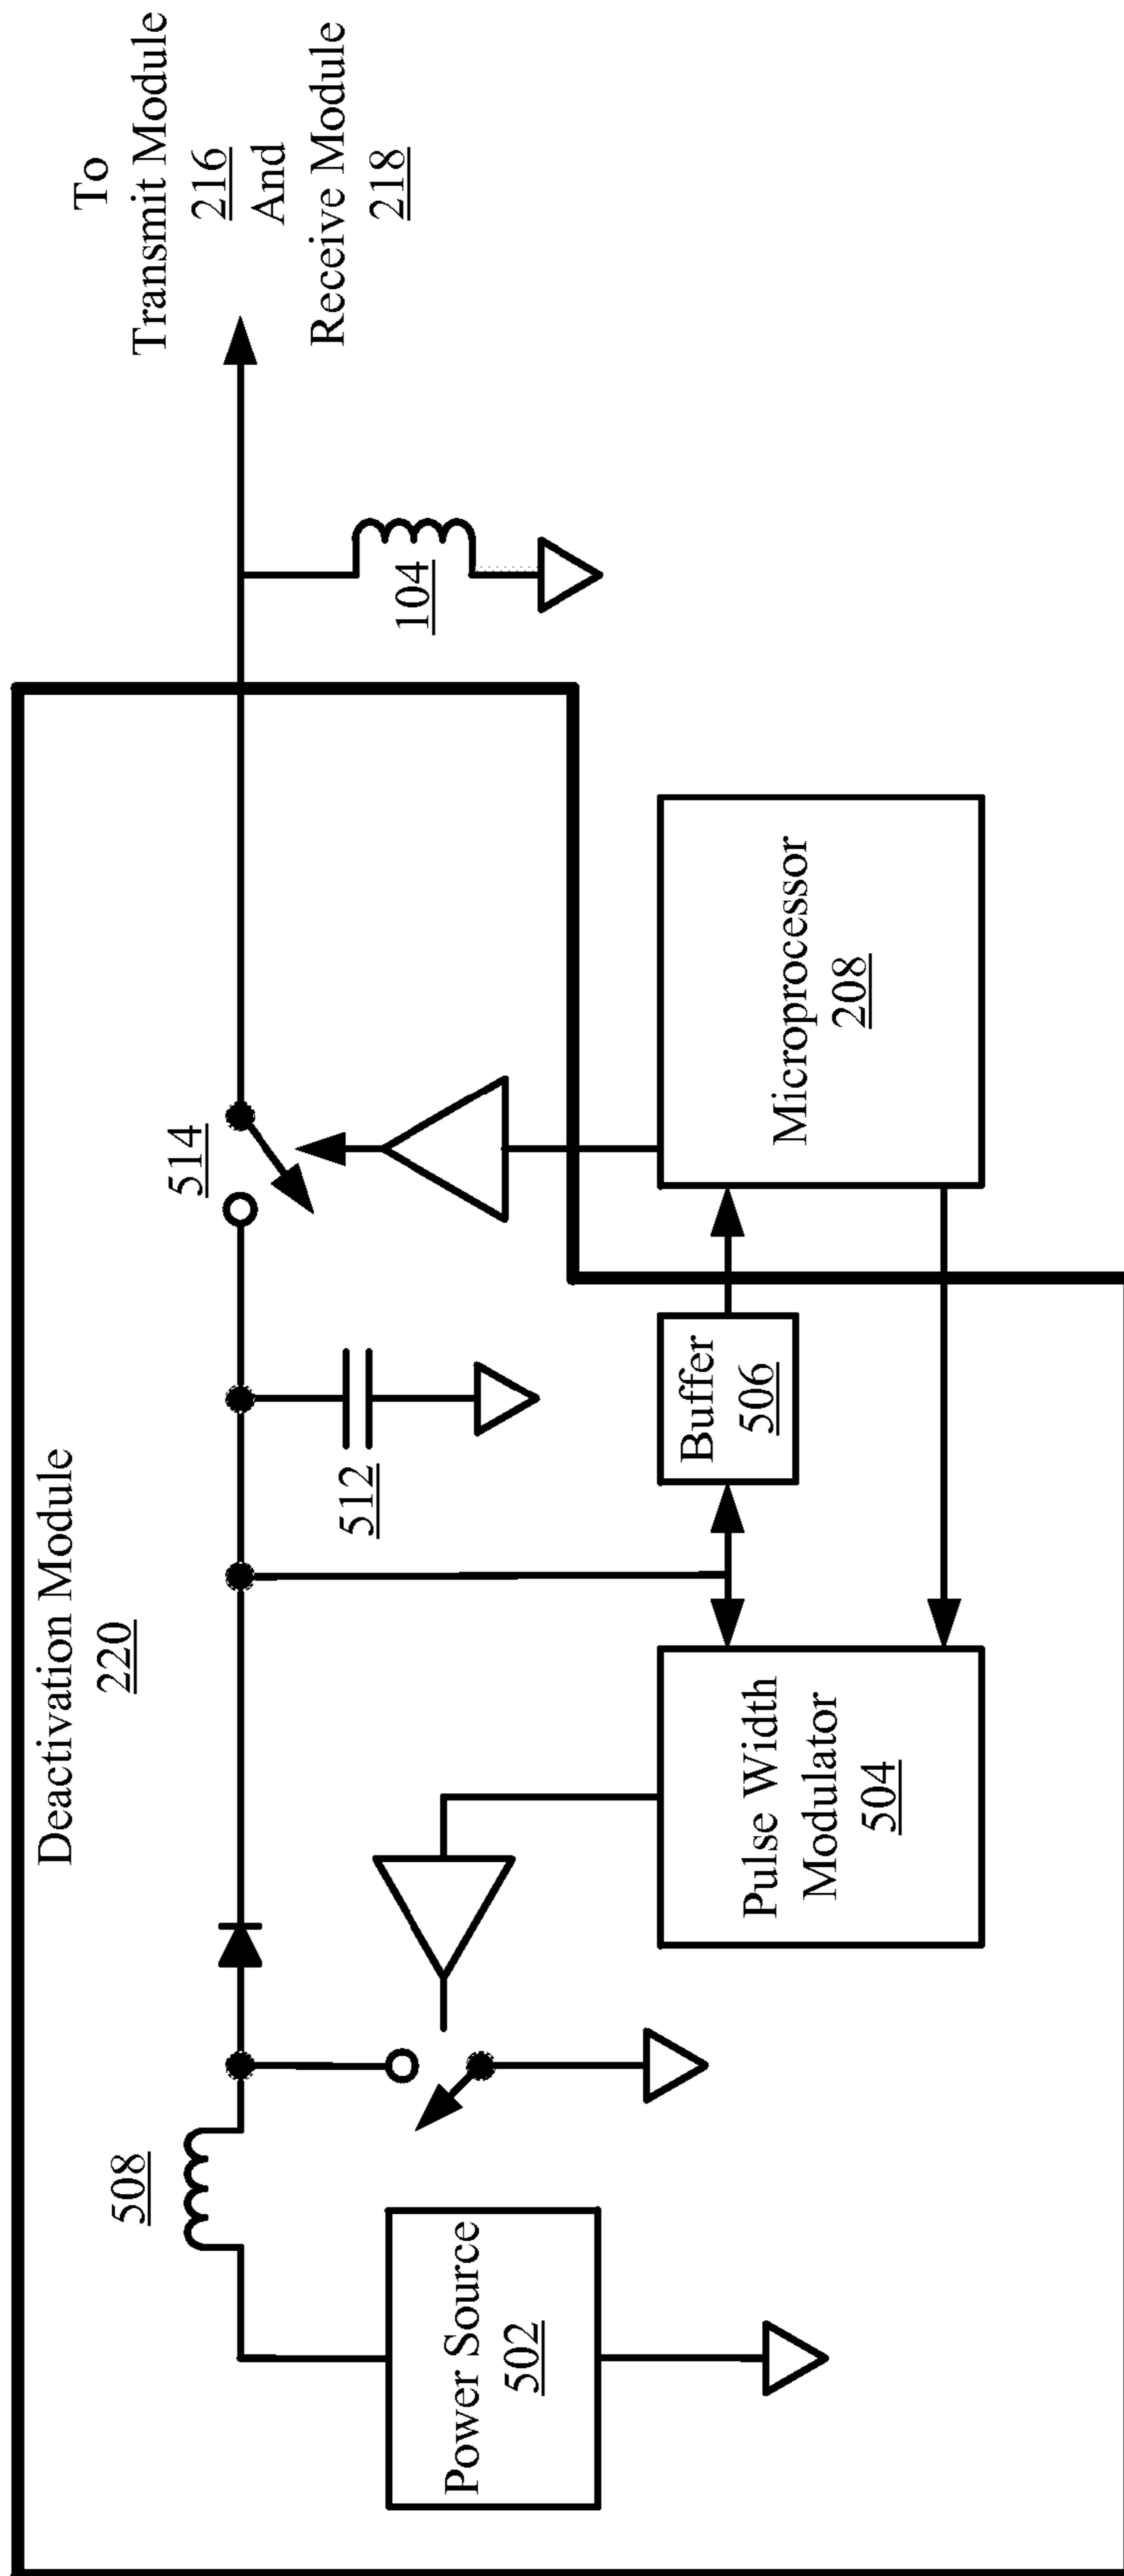 Deactivation Module
220
To
Transmit Module
216
And
Receive Module
218
508
514
512
104
Power Source
502
Pulse Width
Modulator
504
Buffer
506
Microprocessor
208